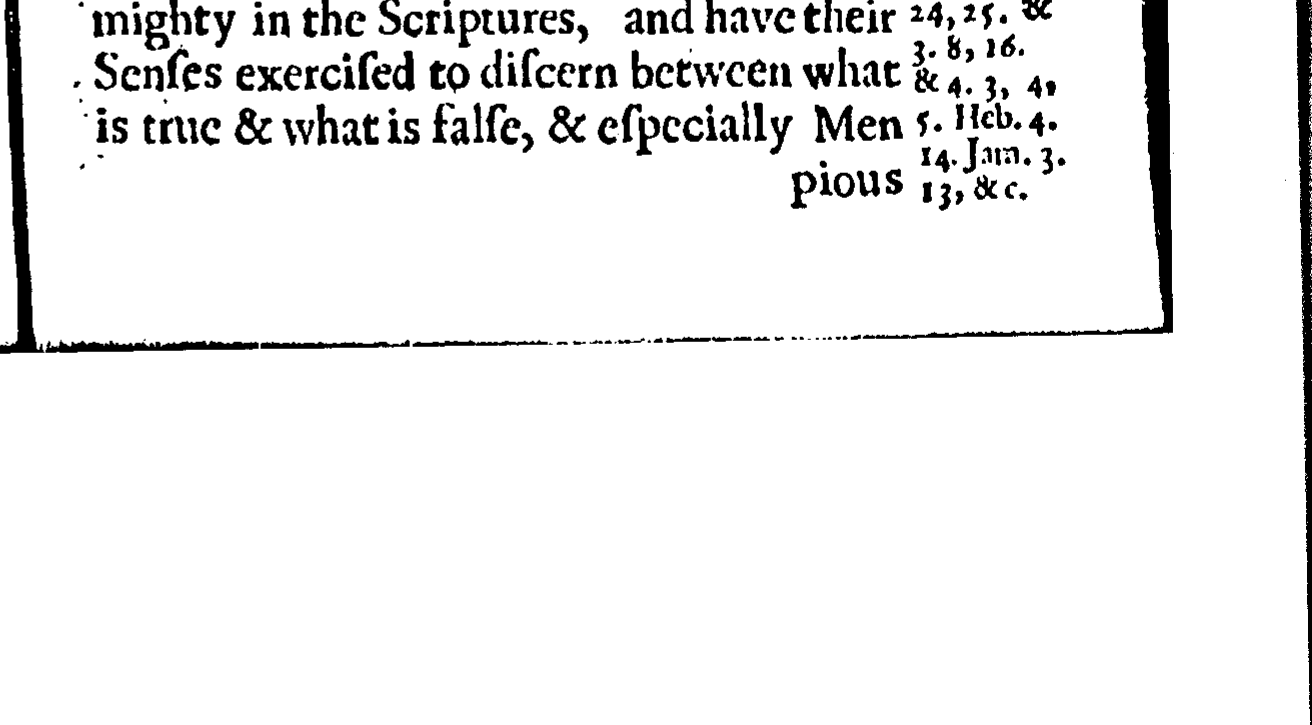 mighty in the Scriptures, and have their
Senſes exerciſed to diſcern between what
is true & what is falſe, & eſpecially Men
pious
24, 25. &
3. 8, 16.
& 4. 3, 4,
5. Heb. 4.
14. Jam. 3.
13, & c.